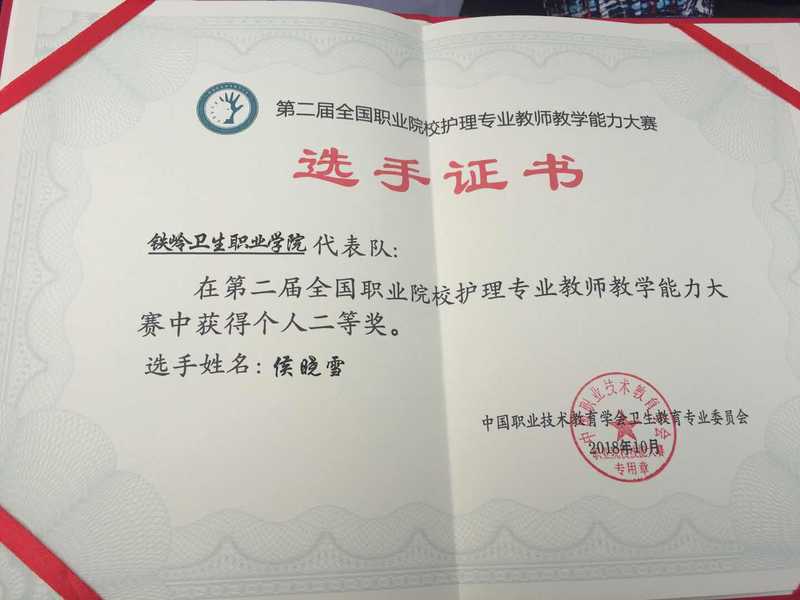 第二届全国职业院校护理专业教师教学能力大赛
选手证书
铁岭卫生职业学院代表队:
在第二届全国职业院校护理专业教师教学能力大
赛中获得个人二等奖。
选手姓名:侯晓雪
中国职业技术教育学会卫生教育专业委员会
2018年10月
专用章